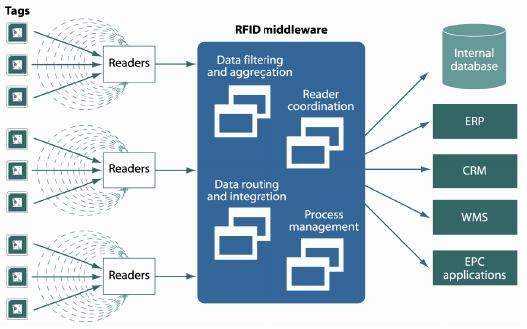 Tags
RFID middleware
Readers
Readers
Readers
Data filtering
and aggregation
Reader
coordination
Data routing
and integration
Process
management
Internal
database
ERP
CRM
WMS
EPC
applications